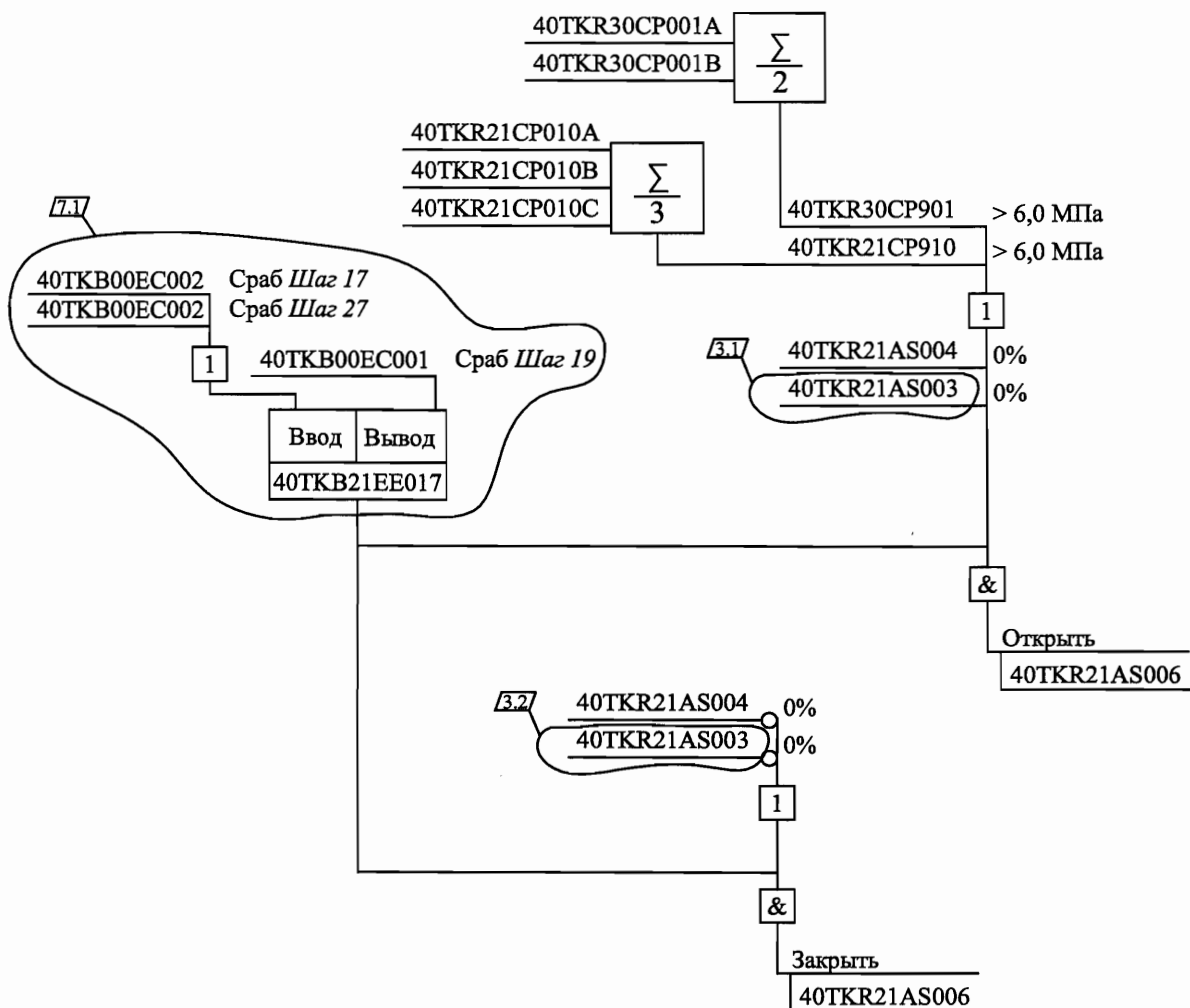 40TKR30CP001A
40TKR30CP001B
∑
2
40TKR21CP010A
40TKR21CP010B
40TKR21CP010C
∑
3
40TKR30CP901 > 6,0 МПа
40TKR21CP910 > 6,0 МПа
1
7.1
40TKB00EC002 Сраб Шаг 17
40TKB00EC002 Сраб Шаг 27
1
40TKB00EC001 Сраб Шаг 19
Ввод Вывод
40TKB21EE017
3.1
40TKR21AS004 0%
40TKR21AS003 0%
&
Открыть
40TKR21AS006
3.2
40TKR21AS004 0%
40TKR21AS003 0%
1
&
Закрыть
40TKR21AS006